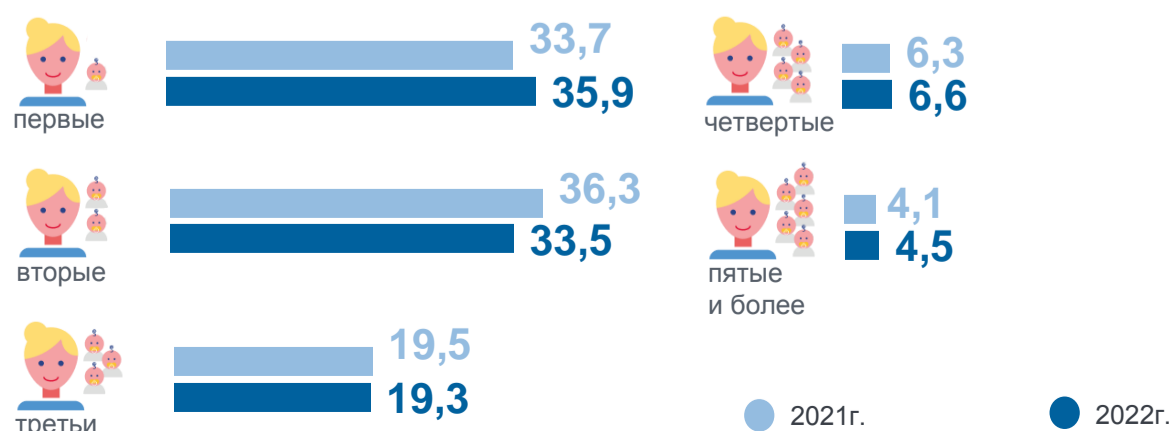 33,7
35,9
первые
36,3
33,5
вторые
19,5
19,3
третьи
6,3
6,6
четвертые
4,1
4,5
пятые
и более
2021г.
2022г.